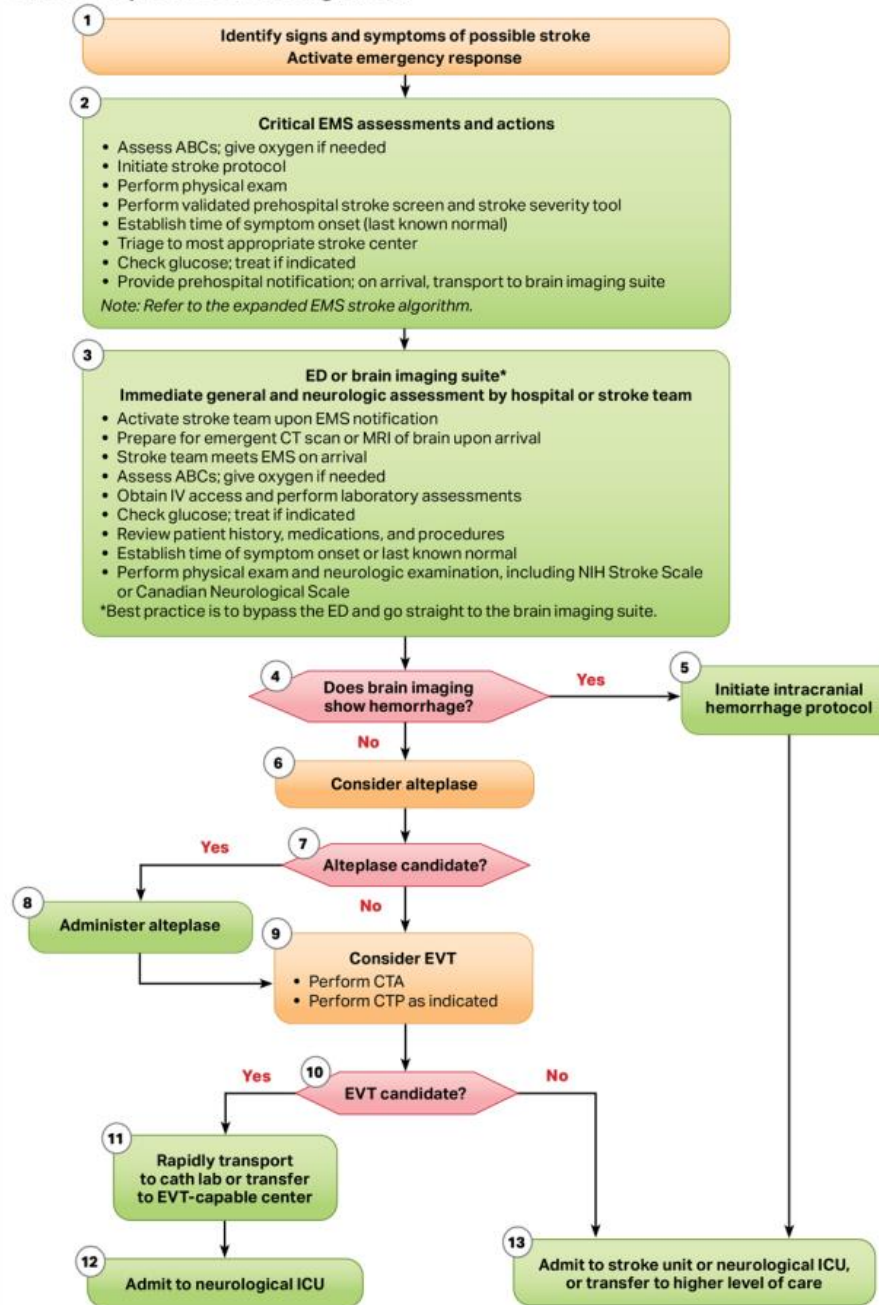 1
Identify signs and symptoms of possible stroke
Activate emergency response
2
Critical EMS assessments and actions
• Assess ABCs; give oxygen if needed
• Initiate stroke protocol
• Perform physical exam
• Perform validated prehospital stroke screen and stroke severity tool
• Establish time of symptom onset (last known normal)
• Triage to most appropriate stroke center
• Check glucose; treat if indicated
• Provide prehospital notification; on arrival, transport to brain imaging suite
Note: Refer to the expanded EMS stroke algorithm.
3
ED or brain imaging suite*
Immediate general and neurologic assessment by hospital or stroke team
• Activate stroke team upon EMS notification
• Prepare for emergent CT scan or MRI of brain upon arrival
• Stroke team meets EMS on arrival
• Assess ABCs; give oxygen if needed
• Obtain IV access and perform laboratory assessments
• Check glucose; treat if indicated
• Review patient history, medications, and procedures
• Establish time of symptom onset or last known normal
• Perform physical exam and neurologic examination, including NIH Stroke Scale
or Canadian Neurological Scale
*Best practice is to bypass the ED and go straight to the brain imaging suite.
4
Does brain imaging
show hemorrhage?
Yes
5
Initiate intracranial
hemorrhage protocol
No
6
Consider alteplase
7
Alteplase candidate?
Yes
No
8
Administer alteplase
9
Consider EVT
• Perform CTA
• Perform CTP as indicated
10
EVT candidate?
Yes
No
11
Rapidly transport
to cath lab or transfer
to EVT-capable center
12
Admit to neurological ICU
13
Admit to stroke unit or neurological ICU,
or transfer to higher level of care